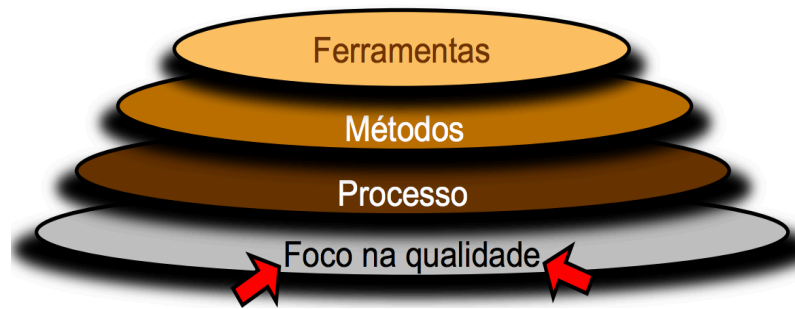 Ferramentas
Métodos
Processo
Foco na qualidade